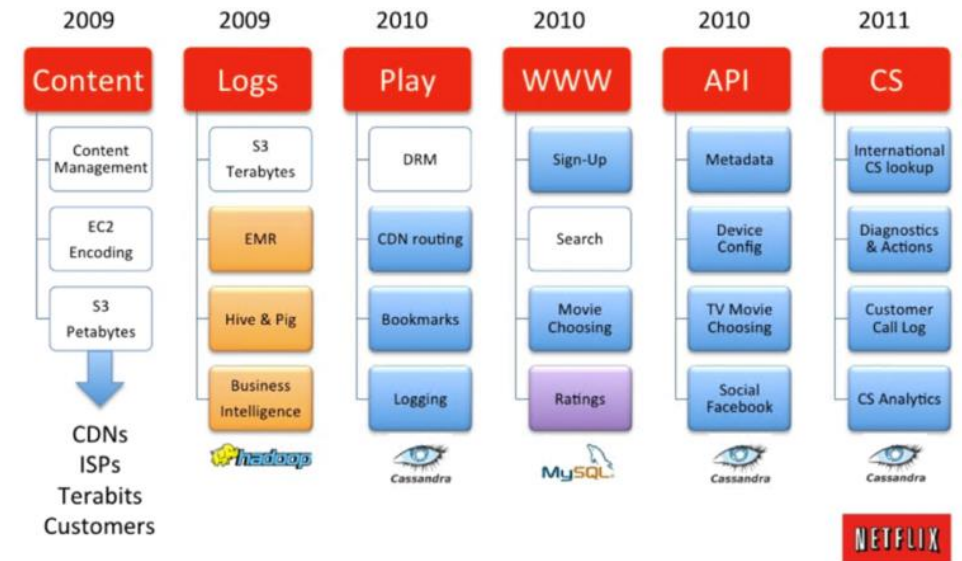 2009
Content
Content
Management
EC2
Encoding
S3
Petabytes
CDNs
ISPs
Terabits
Customers
2009
Logs
S3
Terabytes
EMR
Hive & Pig
Business
Intelligence
hadoop
2010
Play
DRM
CDN routing
Bookmarks
Logging
Cassandra
2010
WWW
Sign-Up
Search
Movie
Choosing
Ratings
MySQL
2010
API
Metadata
Device
Config
TV Movie
Choosing
Social
Facebook
Cassandra
2011
CS
International
CS lookup
Diagnostics
& Actions
Customer
Call Log
CS Analytics
Cassandra
NETFLIX